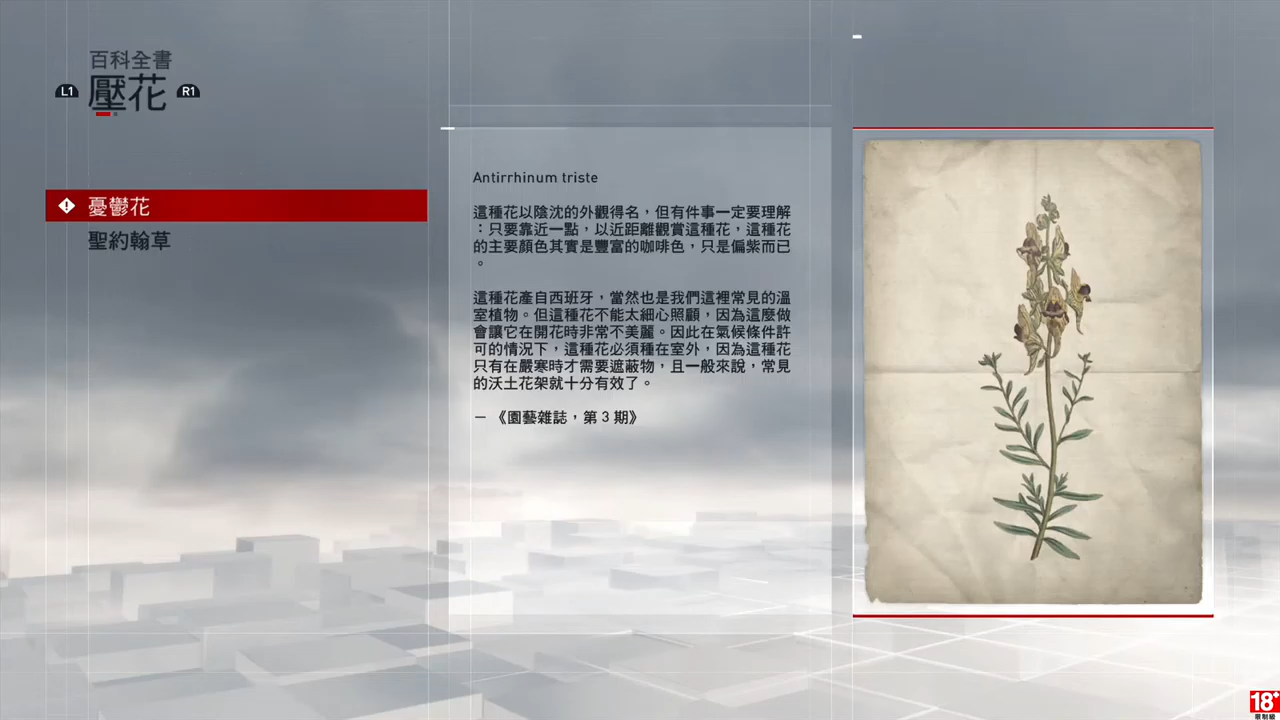 百科全書
L1 壓花 R1
憂鬱花
聖約翰草
Antirrhinum triste
這種花以陰沈的外觀得名，但有件事一定要理解
：只要靠近一點，以近距離觀賞這種花，這種花
的主要顏色其實是豐富的咖啡色，只是偏紫而已
。
這種花產自西班牙，當然也是我們這裡常見的溫
室植物。但這種花不能太細心照顧，因為這麼做
會讓它在開花時非常不美麗。因此在氣候條件許
可的情況下，這種花必須種在室外，因為這種花
只有在嚴寒時才需要遮蔽物，且一般來說，常見
的沃土花架就十分有效了。
－ 《園藝雜誌，第 3 期》
18+
限制級